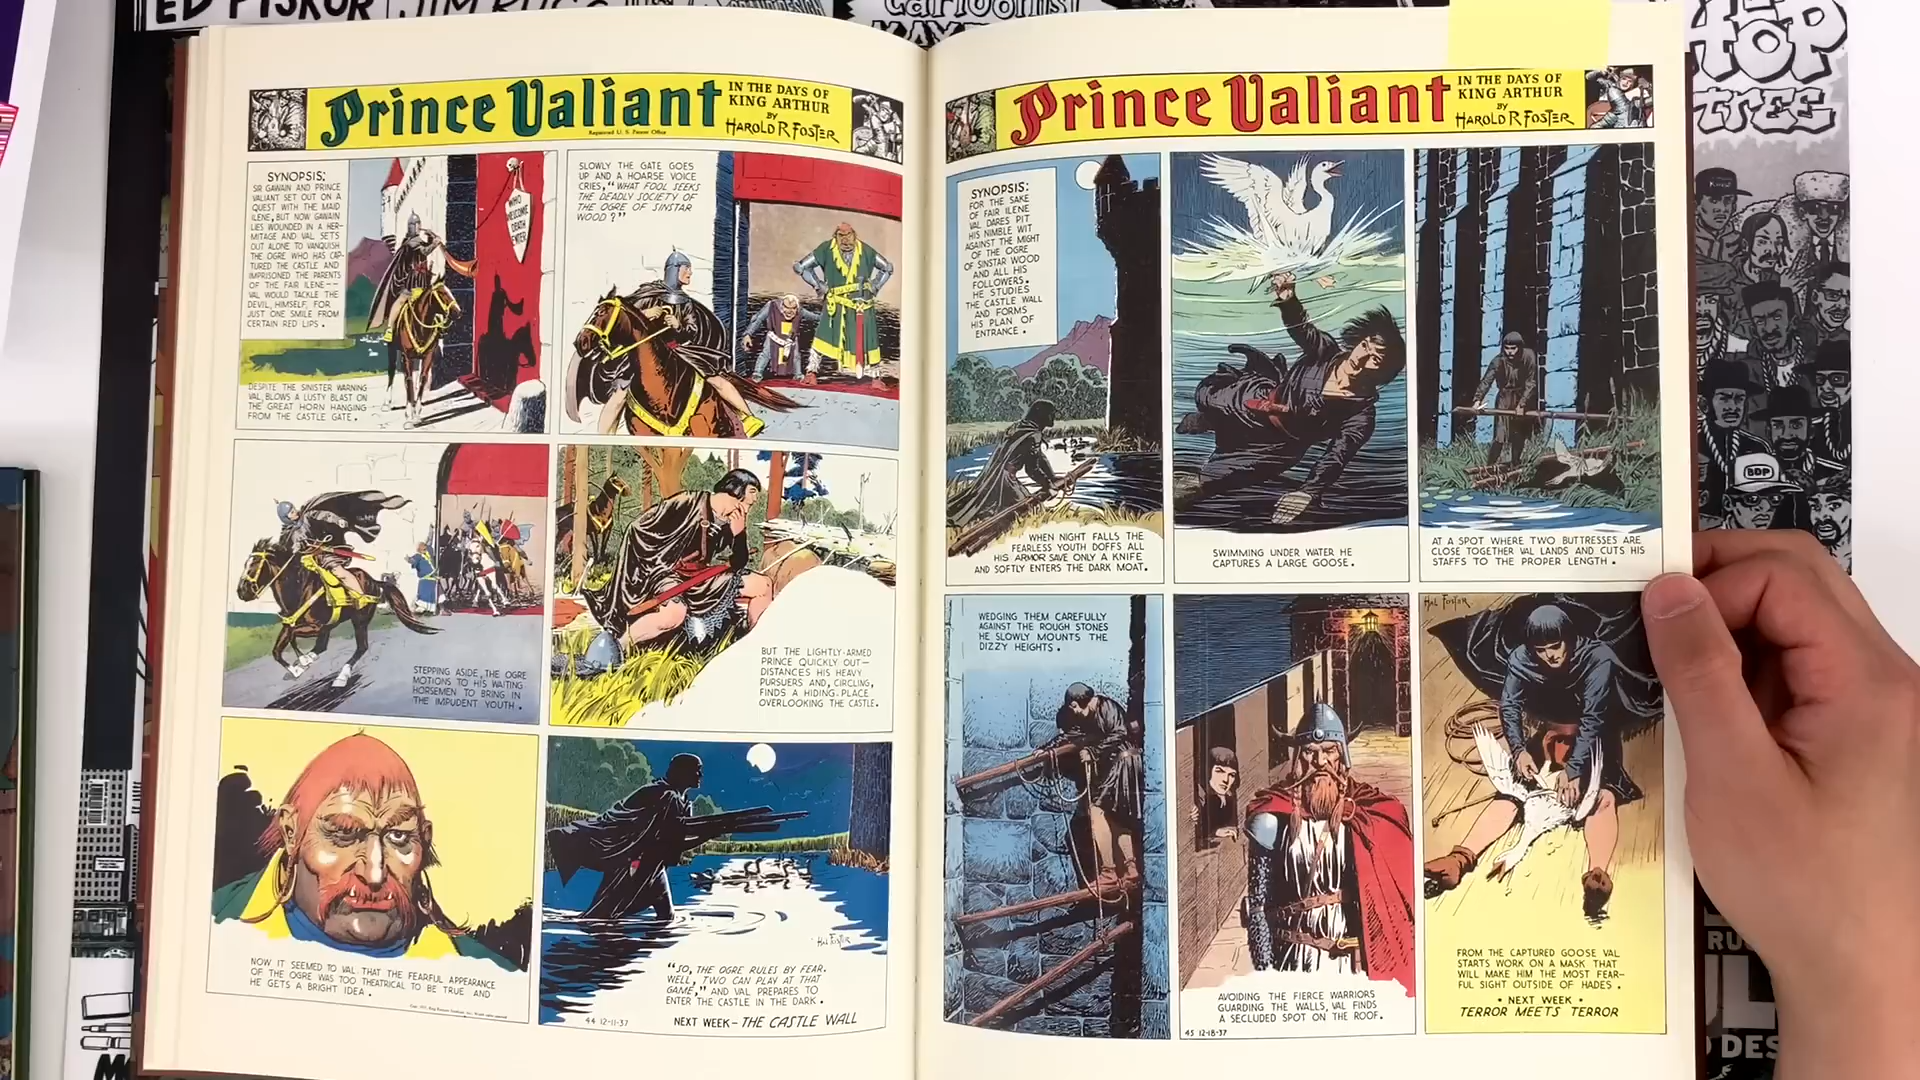 ED PISKOR
JIM RUGG
Cartoonist
Prince Valiant
IN THE DAYS OF
KING ARTHUR
BY
HAROLD R FOSTER
Registered U. S. Patent Office
SYNOPSIS:
SIR GAWAIN AND PRINCE
VALIANT SET OUT ON A
QUEST WITH THE MAID
ILENE, BUT NOW GAWAIN
LIES WOUNDED IN A HER-
MITAGE AND VAL SETS
OUT ALONE TO VANQUISH
THE OGRE WHO HAS CAP-
TURED THE CASTLE AND
IMPRISONED THE PARENTS
OF THE FAIR ILENE--
VAL WOULD TACKLE THE
DEVIL, HIMSELF, FOR
JUST ONE SMILE FROM
CERTAIN RED LIPS.
WHO
WELCOME
DEATH
ENTER
DESPITE THE SINISTER WARNING
VAL, BLOWS A LUSTY BLAST ON
THE GREAT HORN HANGING
FROM THE CASTLE GATE.
SLOWLY THE GATE GOES
UP AND A HOARSE VOICE
CRIES, "WHAT FOOL SEEKS
THE DEADLY SOCIETY OF
THE OGRE OF SINSTAR
WOOD?"
STEPPING ASIDE, THE OGRE
MOTIONS TO HIS WAITING
HORSEMEN TO BRING IN
THE IMPUDENT YOUTH.
BUT THE LIGHTLY-ARMED
PRINCE QUICKLY OUT-
DISTANCES HIS HEAVY
PURSUERS AND, CIRCLING,
FINDS A HIDING PLACE
OVERLOOKING THE CASTLE.
NOW IT SEEMED TO VAL THAT THE FEARFUL APPEARANCE
OF THE OGRE WAS TOO THEATRICAL TO BE TRUE AND
HE GETS A BRIGHT IDEA.
HAL FOSTER
"SO, THE OGRE RULES BY FEAR.
WELL, TWO CAN PLAY AT THAT
GAME," AND VAL PREPARES TO
ENTER THE CASTLE IN THE DARK.
44 12-11-37
NEXT WEEK- THE CASTLE WALL
Prince Valiant
IN THE DAYS OF
KING ARTHUR
BY
HAROLD R FOSTER
SYNOPSIS:
FOR THE SAKE
OF FAIR ILENE
VAL DARES PIT
HIS NIMBLE WIT
AGAINST THE MIGHT
OF THE OGRE
OF SINSTAR WOOD
AND ALL HIS
FOLLOWERS.
HE STUDIES
THE CASTLE WALL
AND FORMS
HIS PLAN OF
ENTRANCE.
WHEN NIGHT FALLS THE
FEARLESS YOUTH DOFFS ALL
HIS ARMOR SAVE ONLY A KNIFE
AND SOFTLY ENTERS THE DARK MOAT.
SWIMMING UNDER WATER HE
CAPTURES A LARGE GOOSE.
AT A SPOT WHERE TWO BUTTRESSES ARE
CLOSE TOGETHER VAL LANDS AND CUTS HIS
STAFFS TO THE PROPER LENGTH.
WEDGING THEM CAREFULLY
AGAINST THE ROUGH STONES
HE SLOWLY MOUNTS THE
DIZZY HEIGHTS.
AVOIDING THE FIERCE WARRIORS
GUARDING THE WALLS, VAL FINDS
A SECLUDED SPOT ON THE ROOF.
45 12-18-37
HAL FOSTER
FROM THE CAPTURED GOOSE VAL
STARTS WORK ON A MASK THAT
WILL MAKE HIM THE MOST FEAR-
FUL SIGHT OUTSIDE OF HADES.
• NEXT WEEK •
TERROR MEETS TERROR
TREE
BDP